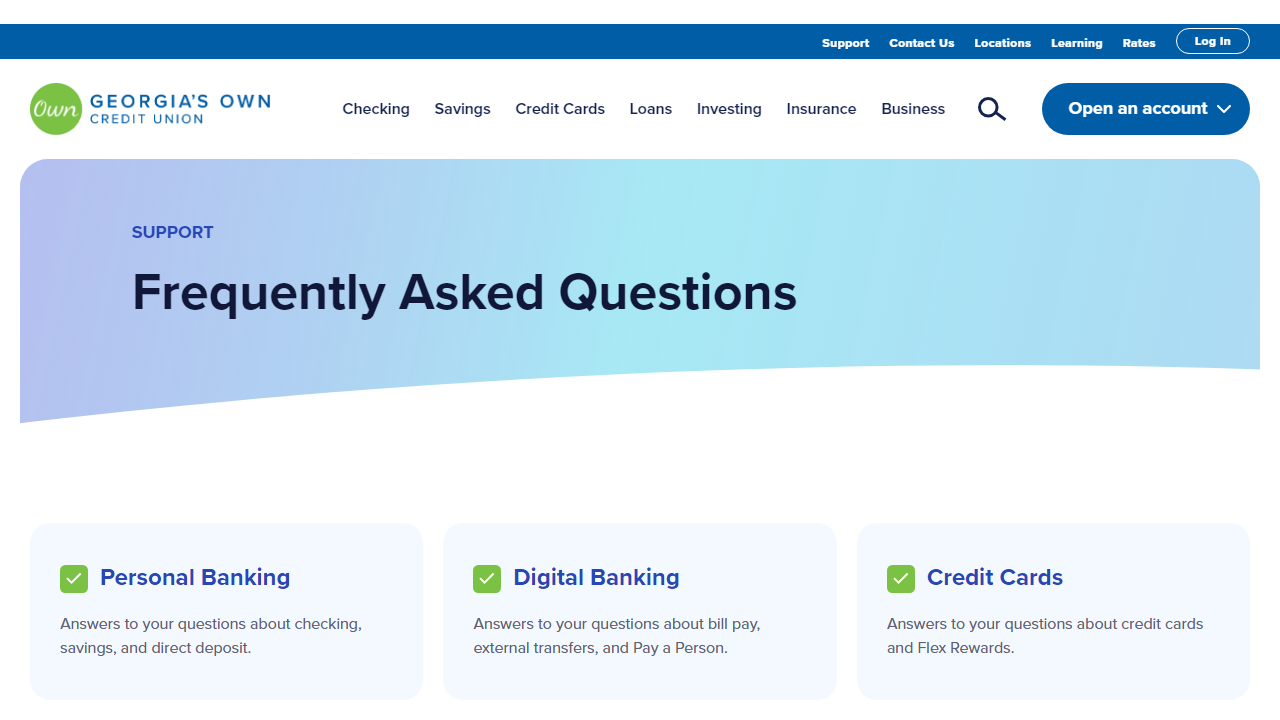 Support Contact Us Locations Learning Rates Log In
Own GEORGIA'S OWN
CREDIT UNION
Checking Savings Credit Cards Loans Investing Insurance Business Open an account
SUPPORT
Frequently Asked Questions
Personal Banking
Answers to your questions about checking,
savings, and direct deposit.
Digital Banking
Answers to your questions about bill pay,
external transfers, and Pay a Person.
Credit Cards
Answers to your questions about credit cards
and Flex Rewards.